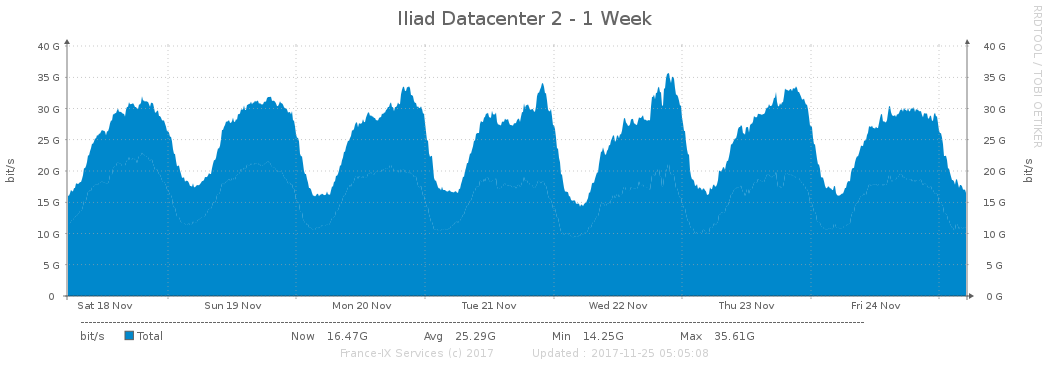 Iliad Datacenter 2 - 1 Week
RRDTOOL / TOBI OETIKER
40 G 40 G
35 G 35 G
30 G 30 G
25 G 25 G
20 G 20 G
15 G 15 G
10 G 10 G
5 G 5 G
0 0 G
bit/s
bit/s
Sat 18 Nov Sun 19 Nov Mon 20 Nov Tue 21 Nov Wed 22 Nov Thu 23 Nov Fri 24 Nov
bit/s Total Now 16.47G Avg 25.29G Min 14.25G Max 35.61G
France-IX Services (c) 2017 Updated : 2017-11-25 05:05:08